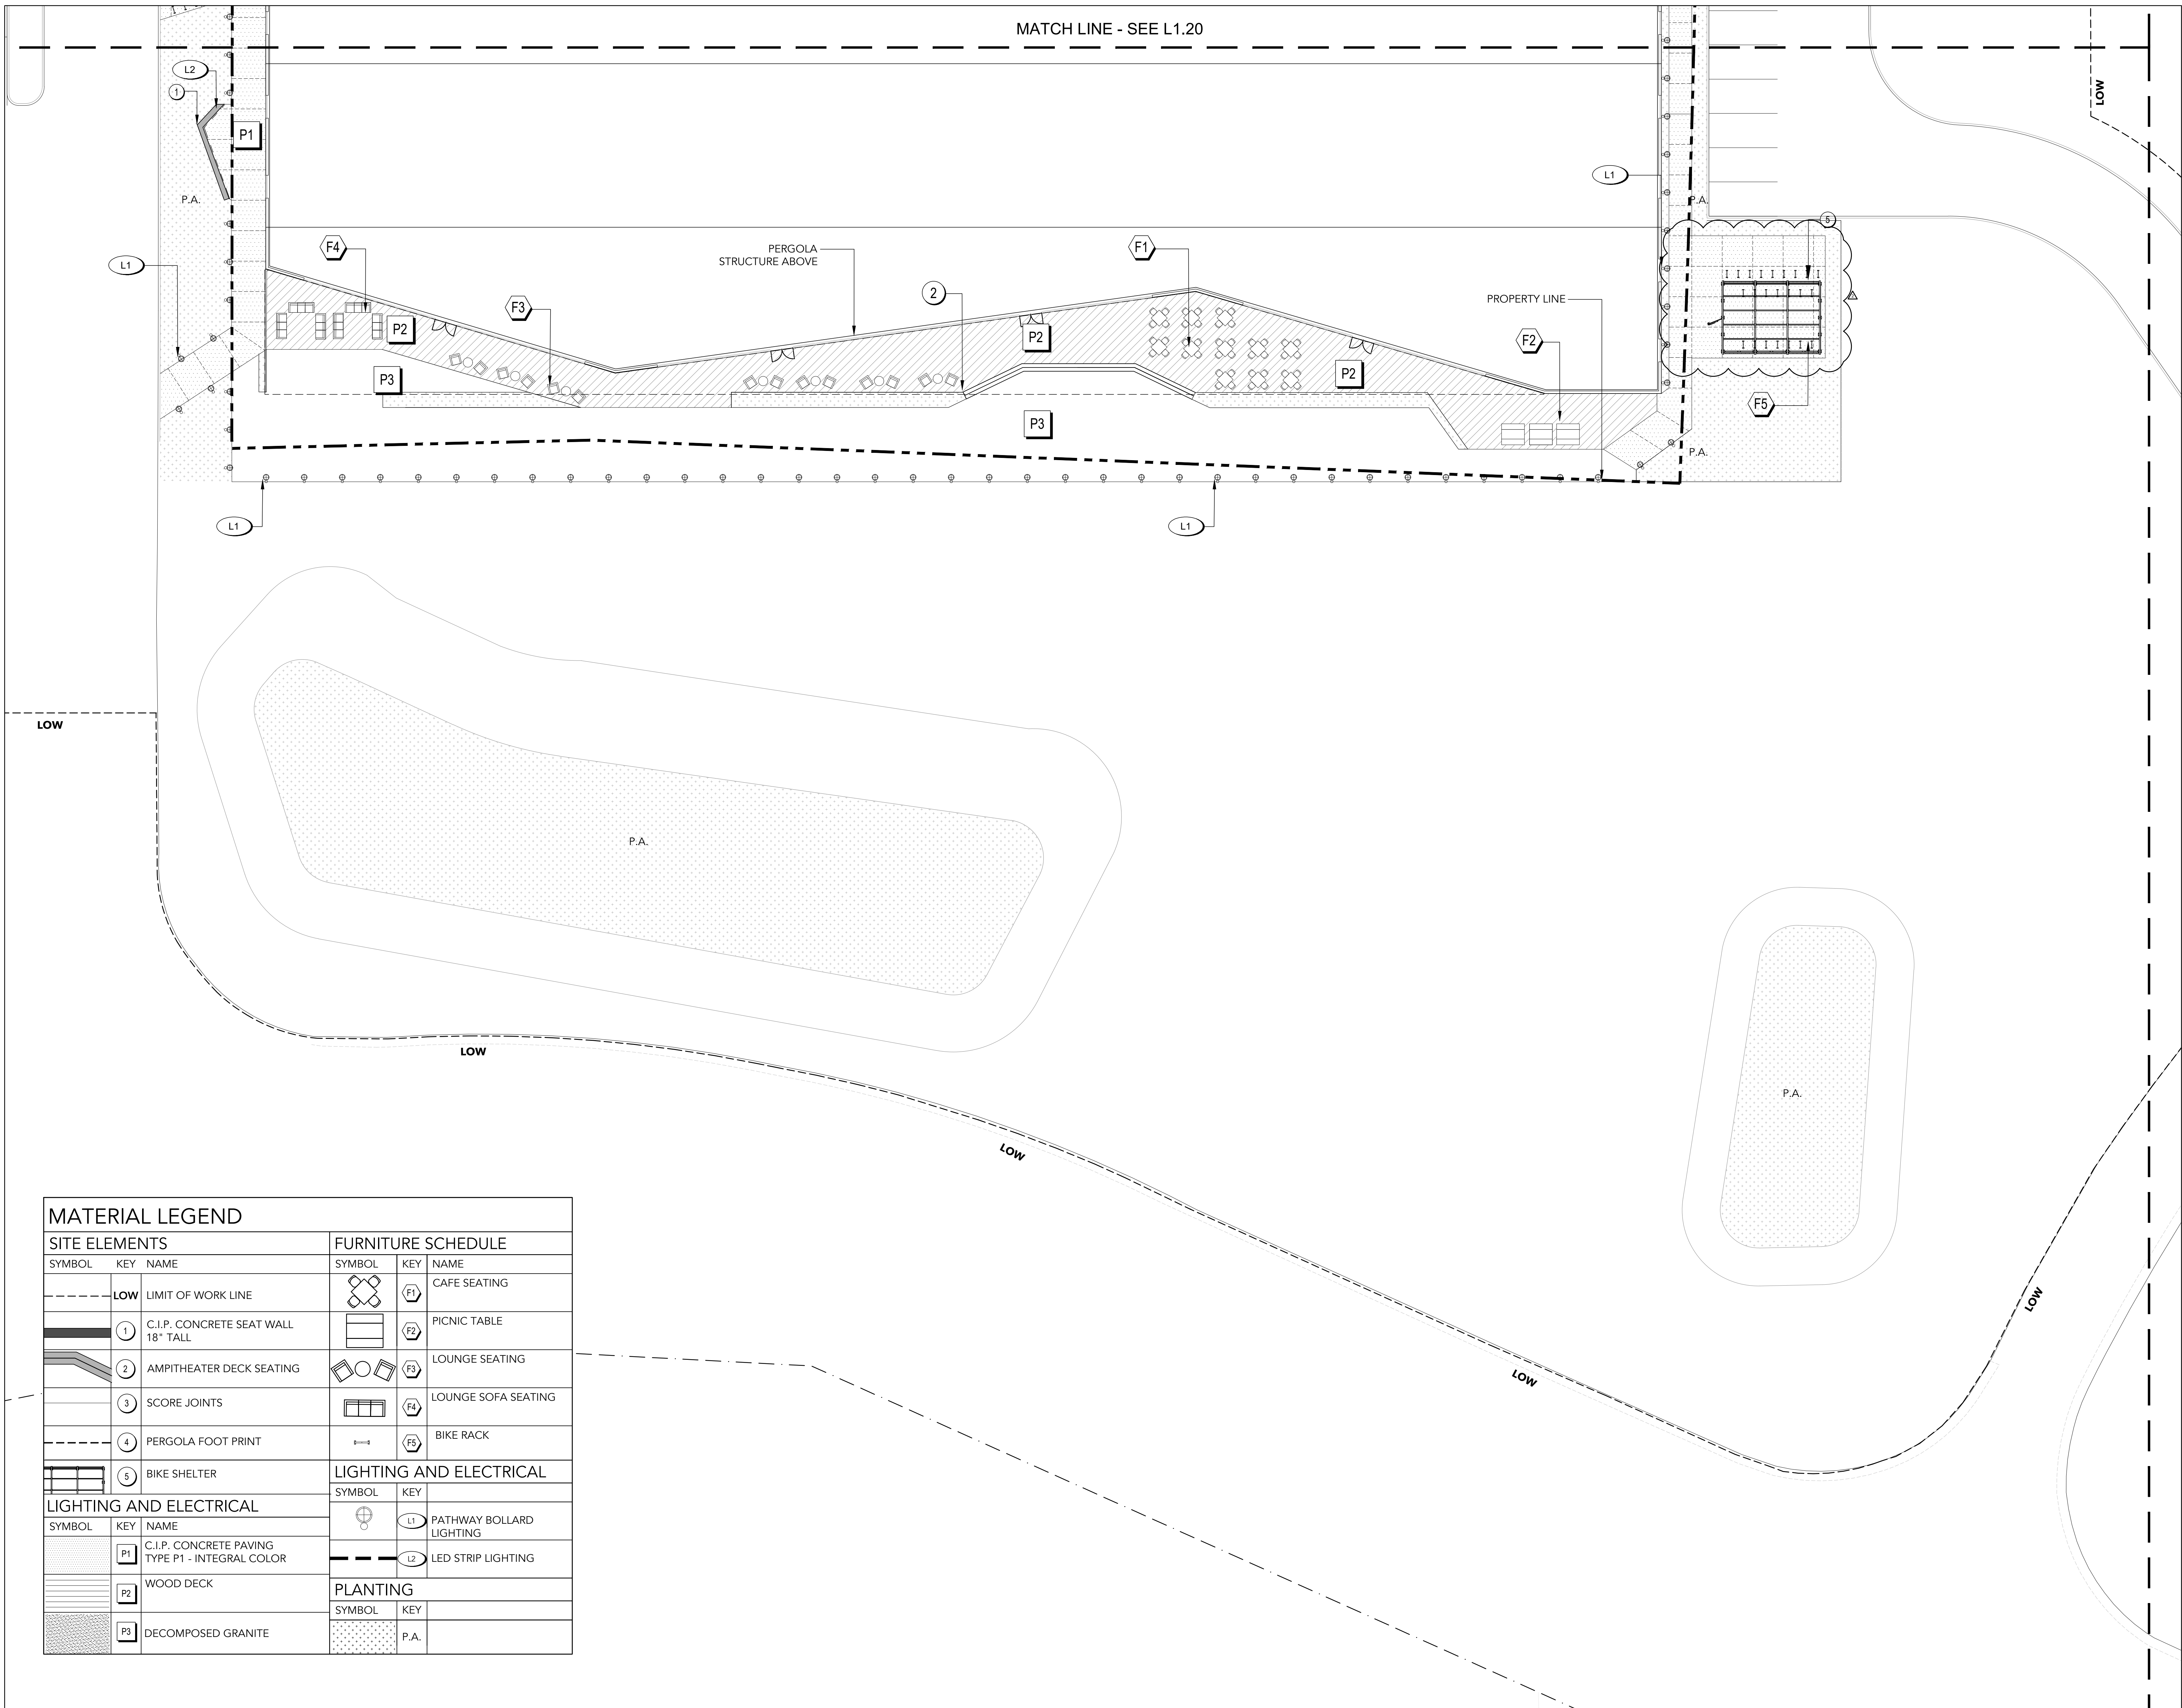 MATCH LINE - SEE L1.20
LOW
L2
1
P1
L1
P.A.
P.A.
5
F4
PERGOLA
STRUCTURE ABOVE
F1
L1
2
F3
PROPERTY LINE
P2
P2
F2
P2
P3
F5
P3
P.A.
L1
L1
LOW
P.A.
LOW
P.A.
LOW
LOW
LOW
MATERIAL LEGEND
SITE ELEMENTS
SYMBOL KEY NAME
LOW LIMIT OF WORK LINE
1 C.I.P. CONCRETE SEAT WALL
18" TALL
2 AMPITHEATER DECK SEATING
3 SCORE JOINTS
4 PERGOLA FOOT PRINT
5 BIKE SHELTER
LIGHTING AND ELECTRICAL
SYMBOL KEY NAME
P1 C.I.P. CONCRETE PAVING
TYPE P1 - INTEGRAL COLOR
P2 WOOD DECK
P3 DECOMPOSED GRANITE
FURNITURE SCHEDULE
SYMBOL KEY NAME
F1 CAFE SEATING
F2 PICNIC TABLE
F3 LOUNGE SEATING
F4 LOUNGE SOFA SEATING
F5 BIKE RACK
LIGHTING AND ELECTRICAL
SYMBOL KEY
L1 PATHWAY BOLLARD
LIGHTING
L2 LED STRIP LIGHTING
PLANTING
SYMBOL KEY
P.A.